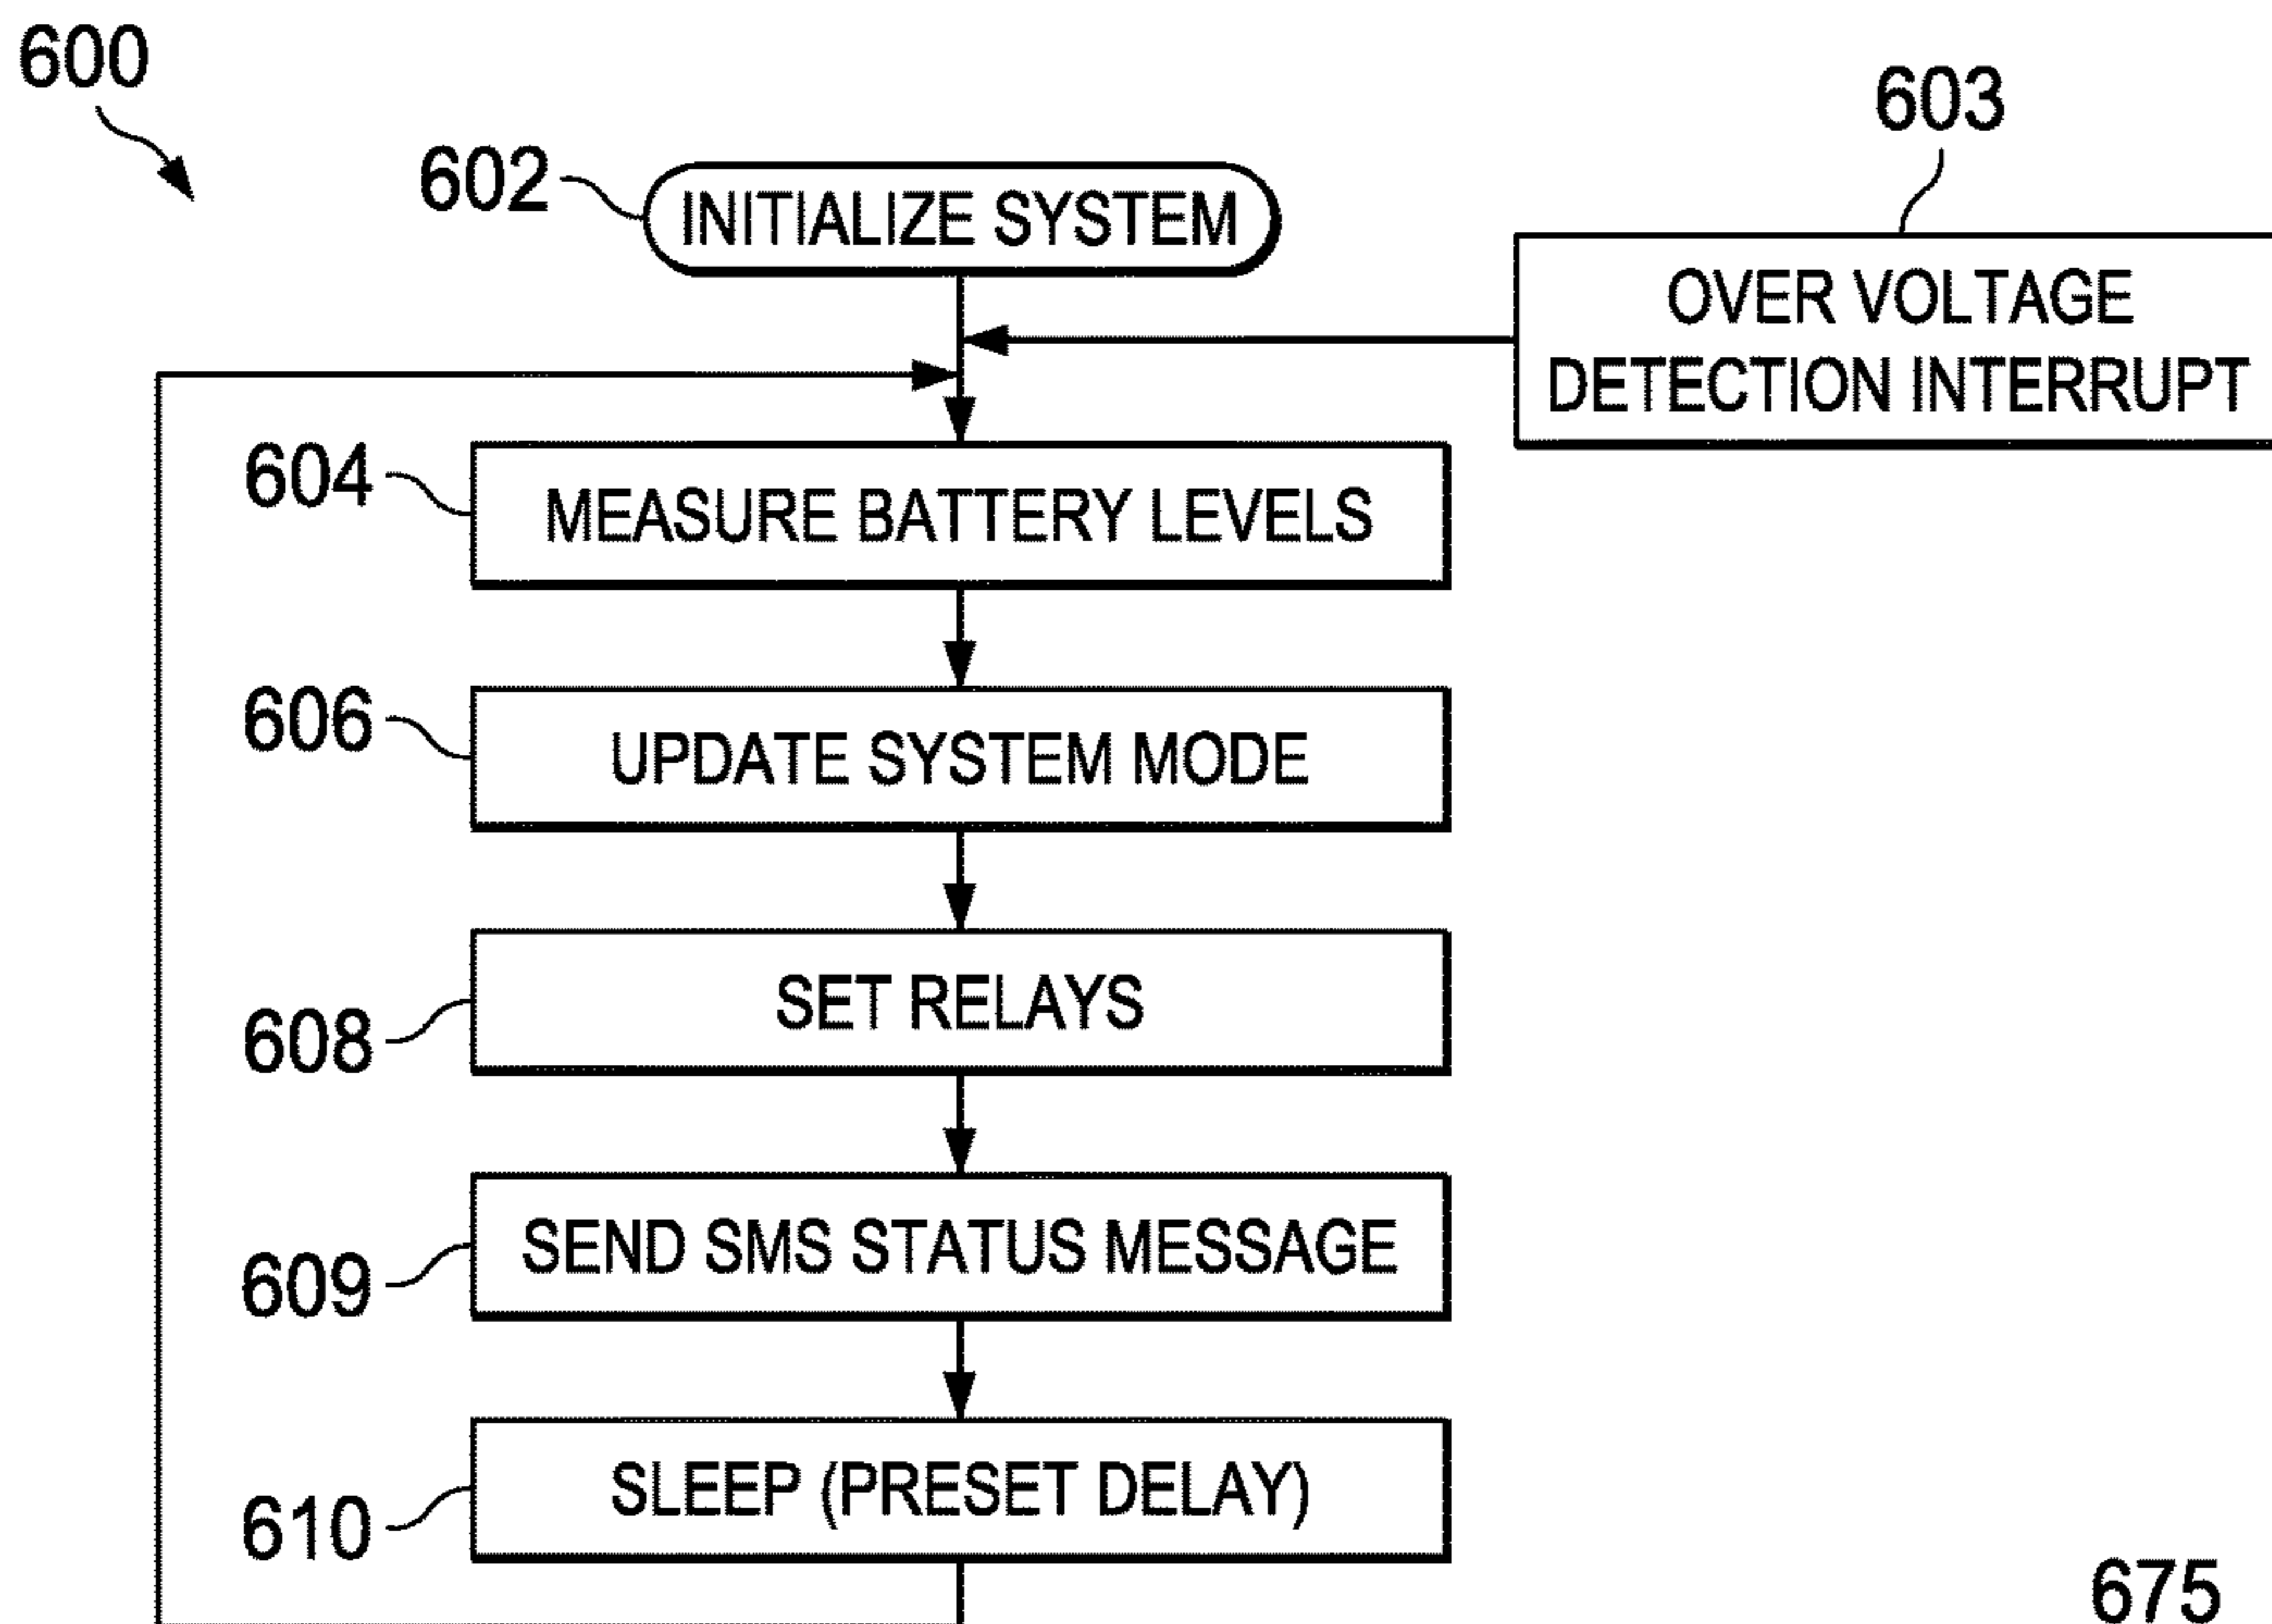 600
603
602
INITIALIZE SYSTEM
OVER VOLTAGE
DETECTION INTERRUPT
604
MEASURE BATTERY LEVELS
606
UPDATE SYSTEM MODE
608
SET RELAYS
609
SEND SMS STATUS MESSAGE
610
SLEEP (PRESET DELAY)
675